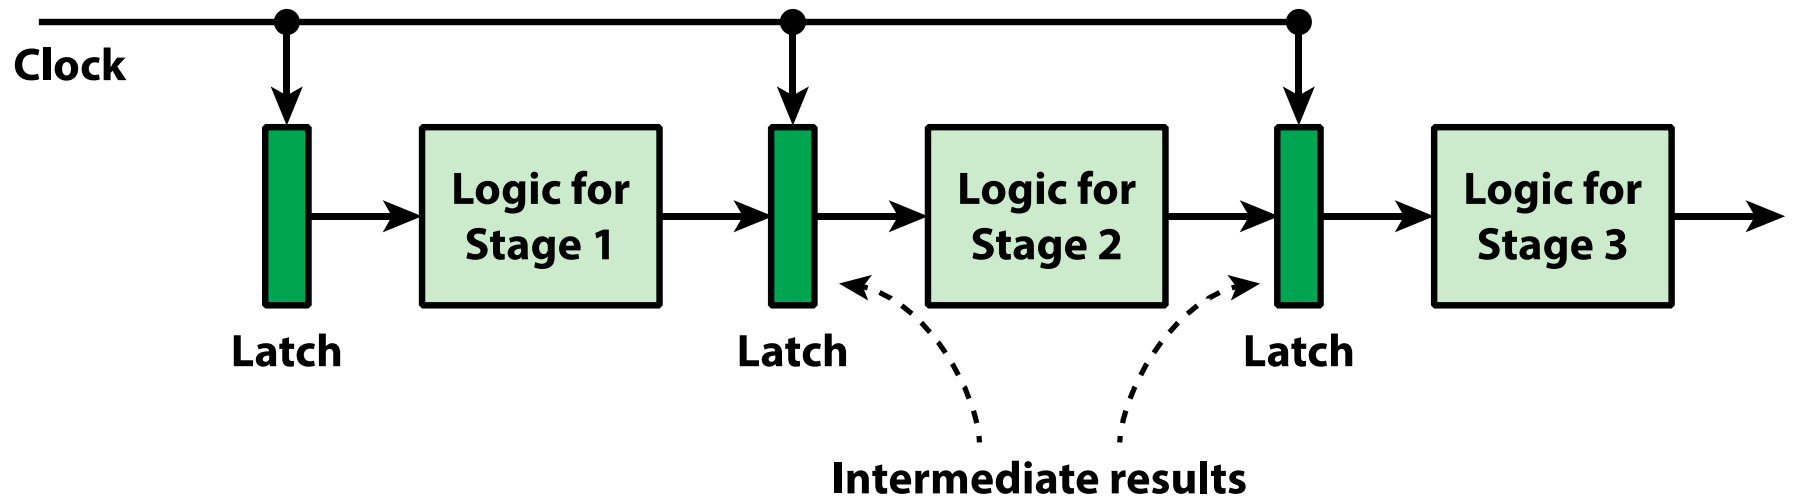 Clock
Logic for
Stage 1
Logic for
Stage 2
Logic for
Stage 3
Latch
Latch
Latch
Intermediate results